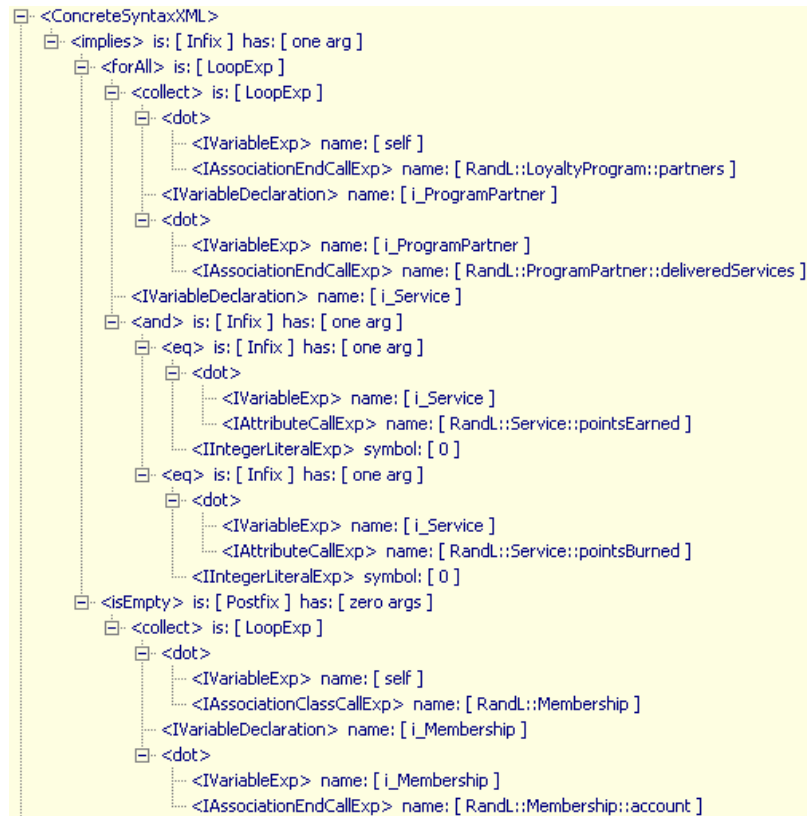 <ConcreteSyntaxXML>
<implies> is: [ Infix ] has: [ one arg ]
<forAll> is: [ LoopExp ]
<collect> is: [ LoopExp ]
<dot>
<IVariableExp> name: [ self ]
<IAssociationEndCallExp> name: [ RandL::LoyaltyProgram::partners ]
<IVariableDeclaration> name: [ i_ProgramPartner ]
<dot>
<IVariableExp> name: [ i_ProgramPartner ]
<IAssociationEndCallExp> name: [ RandL::ProgramPartner::deliveredServices ]
<IVariableDeclaration> name: [ i_Service ]
<and> is: [ Infix ] has: [ one arg ]
<eq> is: [ Infix ] has: [ one arg ]
<dot>
<IVariableExp> name: [ i_Service ]
<IAttributeCallExp> name: [ RandL::Service::pointsEarned ]
<IIntegerLiteralExp> symbol: [ 0 ]
<eq> is: [ Infix ] has: [ one arg ]
<dot>
<IVariableExp> name: [ i_Service ]
<IAttributeCallExp> name: [ RandL::Service::pointsBurned ]
<IIntegerLiteralExp> symbol: [ 0 ]
<isEmpty> is: [ Postfix ] has: [ zero args ]
<collect> is: [ LoopExp ]
<dot>
<IVariableExp> name: [ self ]
<IAssociationClassCallExp> name: [ RandL::Membership ]
<IVariableDeclaration> name: [ i_Membership ]
<dot>
<IVariableExp> name: [ i_Membership ]
<IAssociationEndCallExp> name: [ RandL::Membership::account ]